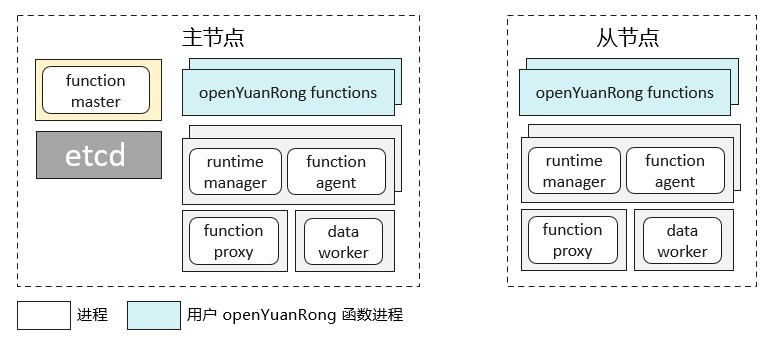 主节点
function
master
etcd
openYuanRong functions
runtime
manager
function
agent
function
proxy
data
worker
从节点
openYuanRong functions
runtime
manager
function
agent
function
proxy
data
worker
进程
用户 openYuanRong 函数进程